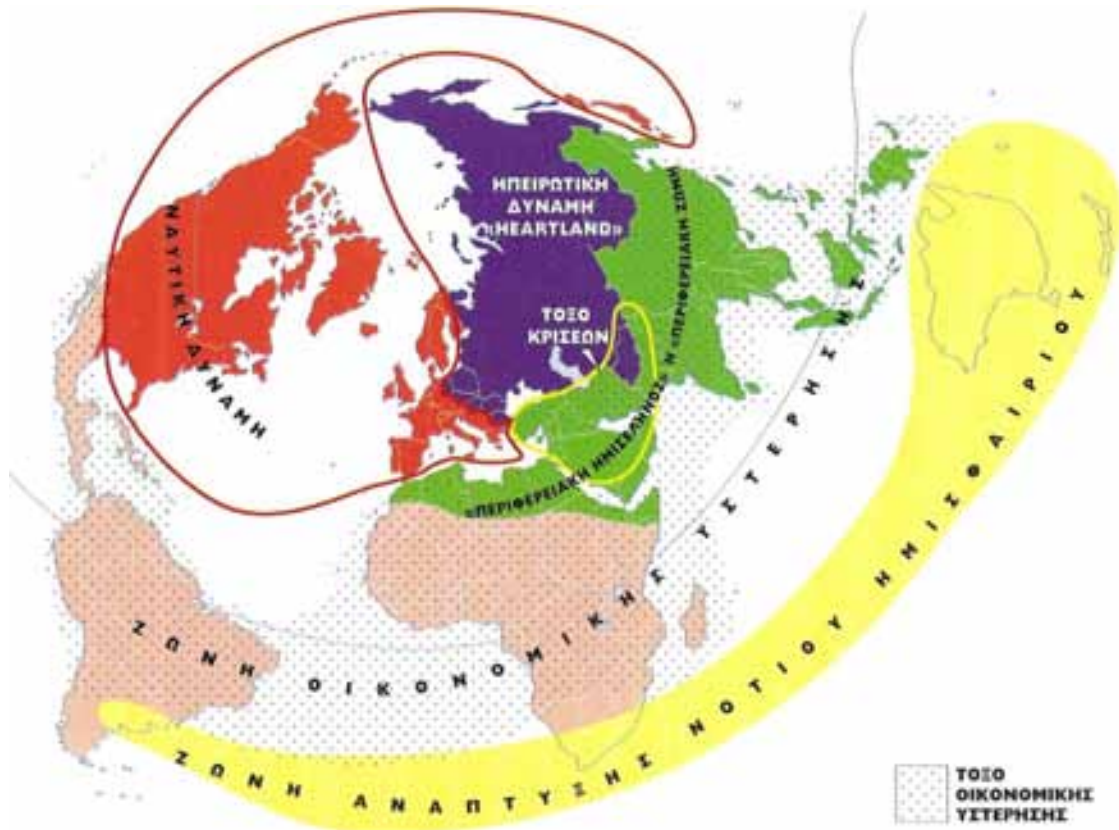 ΗΠΕΙΡΩΤΙΚΗ
ΔΥΝΑΜΗ
«HEARTLAND»
ΝΑΥΤΙΚΗ ΔΥΝΑΜΗ
ΤΟΞΟ
ΚΡΙΣΕΩΝ
«ΠΕΡΙΦΕΡΕΙΑΚΗ ΗΜΙΣΕΛΗΝΟΣ» Η «ΠΕΡΙΦΕΡΕΙΑΚΗ ΖΩΝΗ
ΖΩΝΗ ΟΙΚΟΝΟΜΙΚΗΣ ΥΣΤΕΡΗΣΗΣ
ΖΩΝΗ ΑΝΑΠΤΥΞΗΣ ΝΟΤΙΟΥ ΗΜΙΣΦΑΙΡΙΟΥ
ΤΟΞΟ
ΟΙΚΟΝΟΜΙΚΗΣ
ΥΣΤΕΡΗΣΗΣ